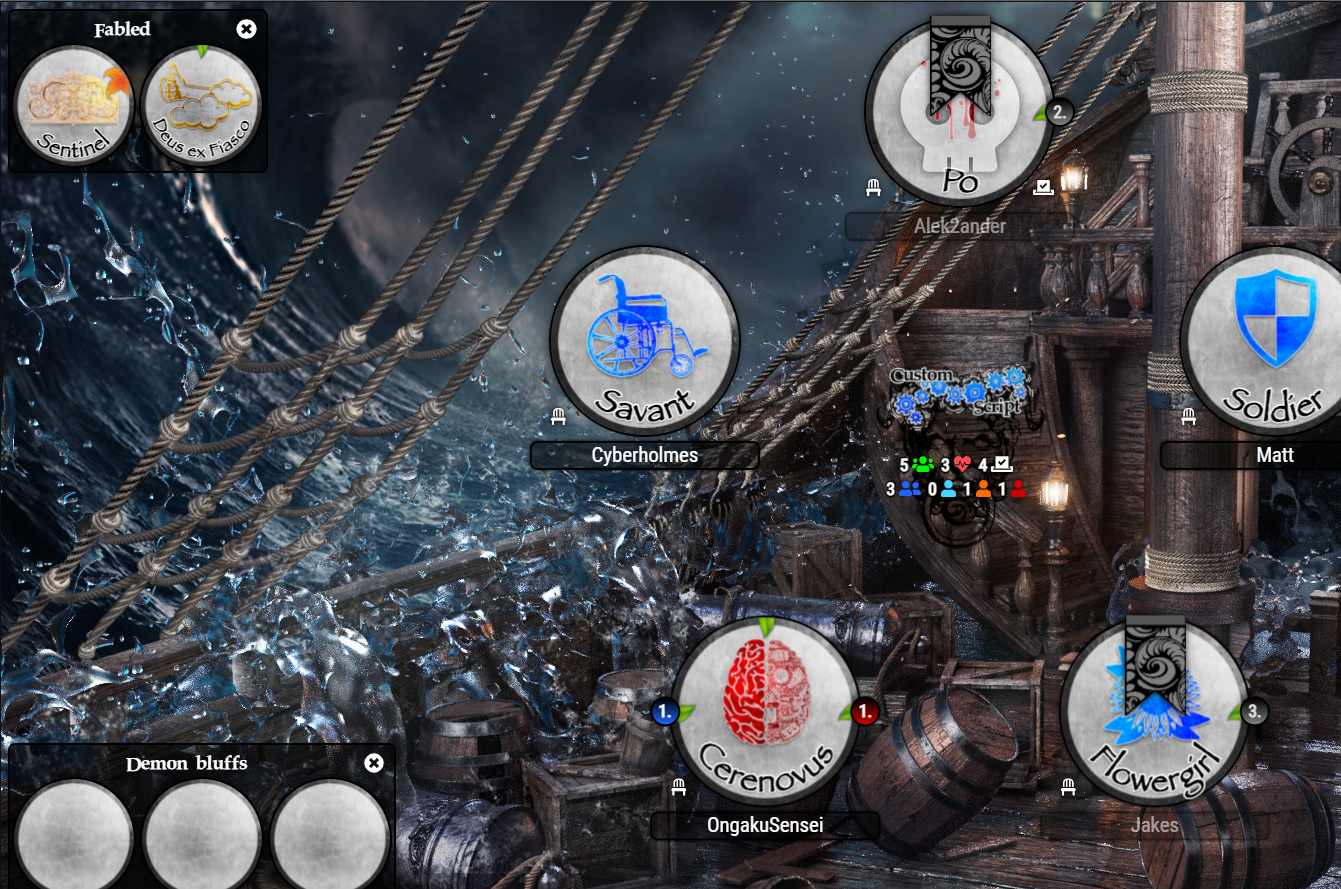 Fabled
Sentinel
Deus ex Fiasco
Po
2.
Alek2ander
Savant
Cyberholmes
Soldier
Matt
Custom
Script
5 3 4
3 0 1 1
1.
1.
Cerenovus
OngakuSensei
3.
Flowergirl
Jakes
Demon bluffs